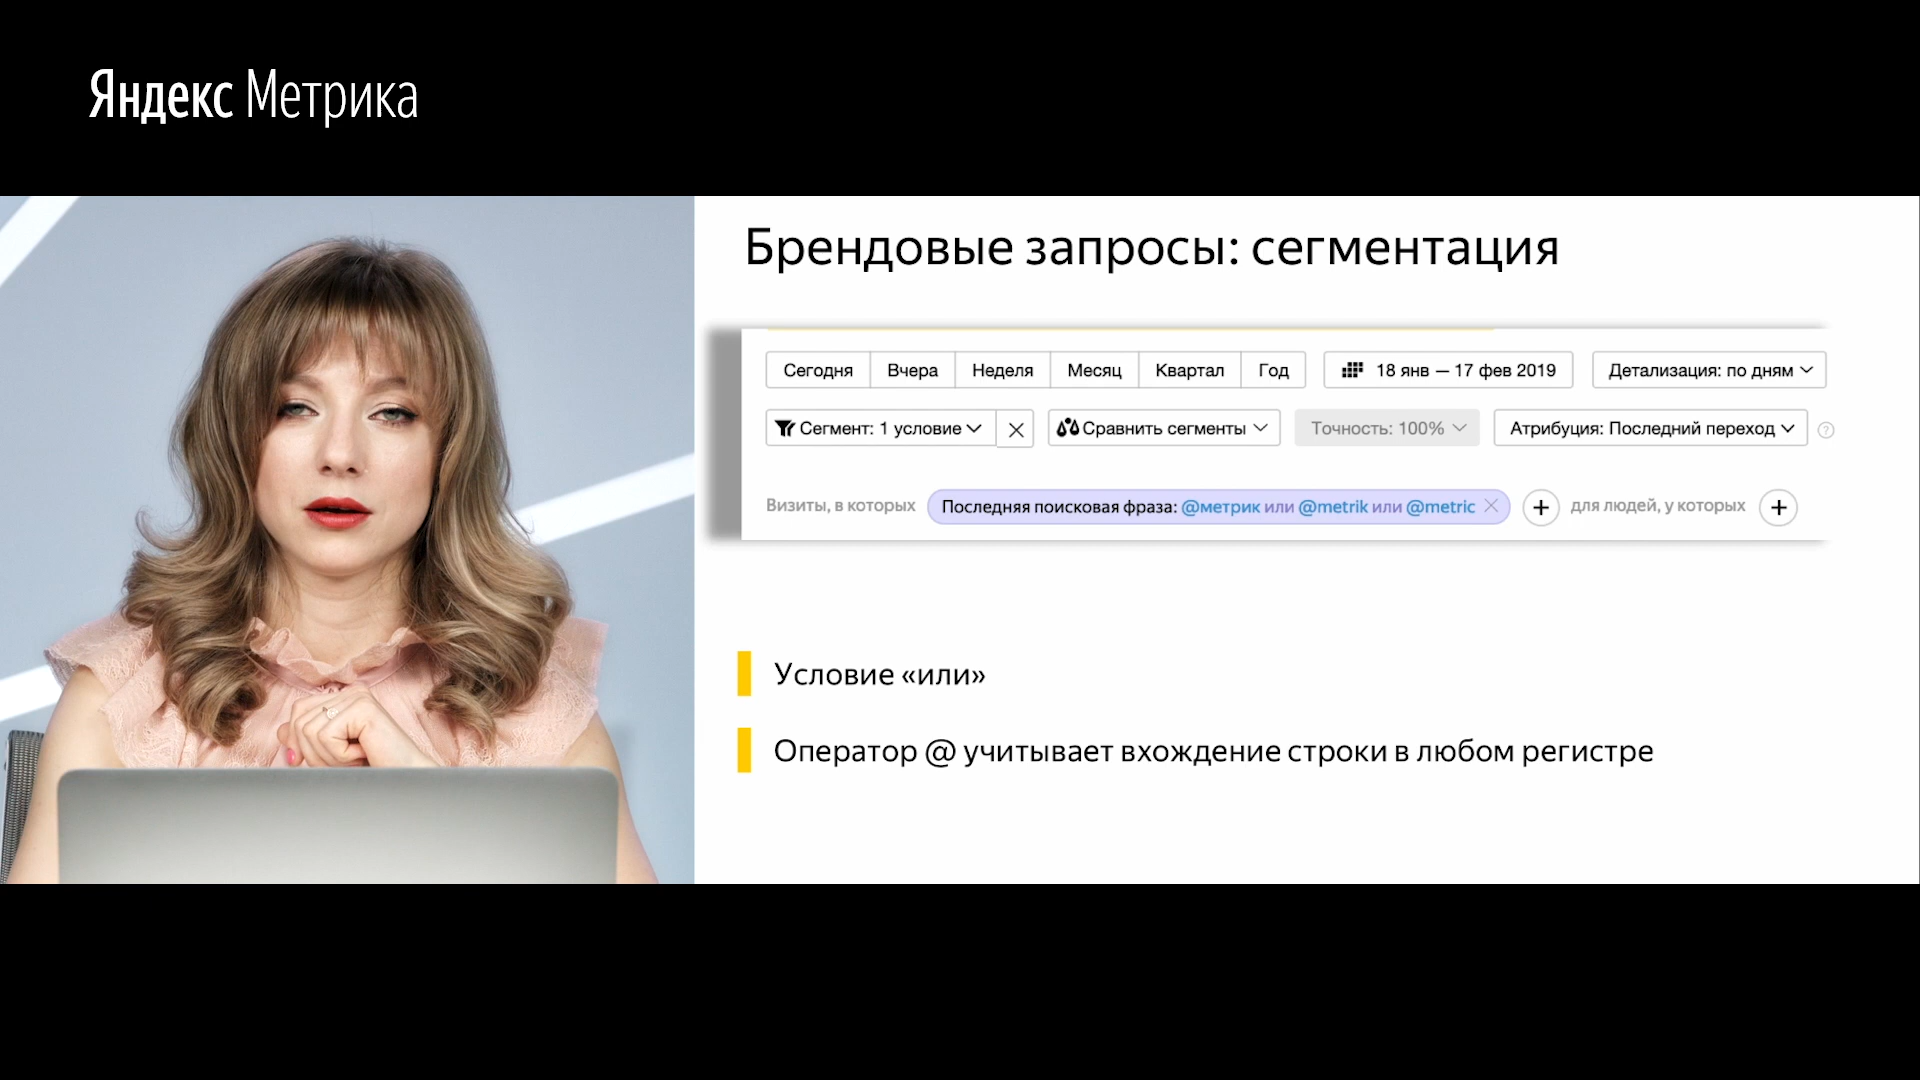 Яндекс Метрика
Брендовые запросы: сегментация
Сегодня Вчера Неделя Месяц Квартал Год 18 янв — 17 фев 2019 Детализация: по дням
Сегмент: 1 условие Сравнить сегменты Точность: 100% Атрибуция: Последний переход ?
Визиты, в которых Последняя поисковая фраза: @метрик или @metrik или @metric × + для людей, у которых +
Условие «или»
Оператор @ учитывает вхождение строки в любом регистре